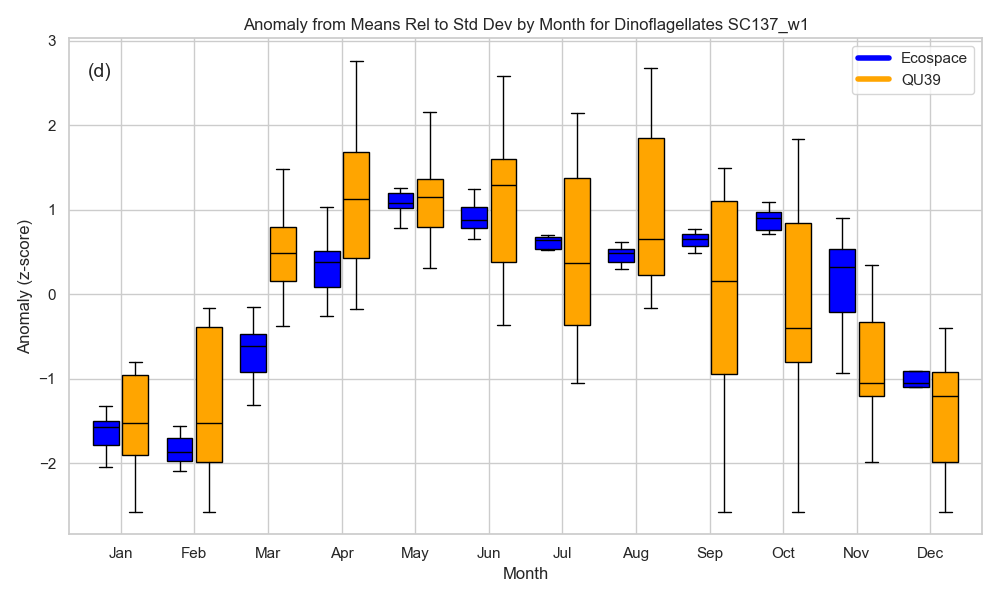 Anomaly from Means Rel to Std Dev by Month for Dinoflagellates SC137_w1
(d)
Ecospace
QU39
Anomaly (z-score)
3
2
1
0
−1
−2
Jan Feb Mar Apr May Jun Jul Aug Sep Oct Nov Dec
Month